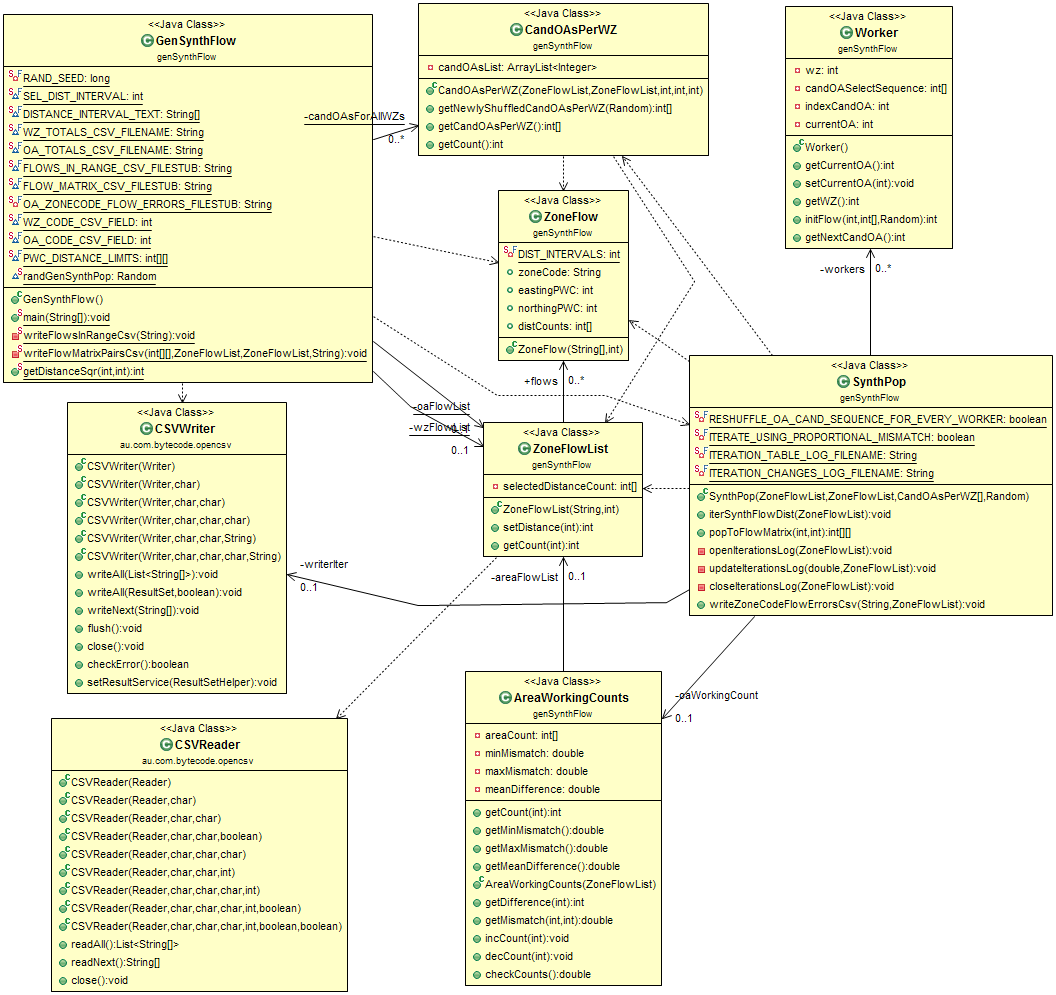 <<Java Class>>
GenSynthFlow
genSynthFlow
RAND_SEED: long
SEL_DIST_INTERVAL: int
DISTANCE_INTERVAL_TEXT: String[]
WZ_TOTALS_CSV_FILENAME: String
OA_TOTALS_CSV_FILENAME: String
FLOWS_IN_RANGE_CSV_FILESTUB: String
FLOW_MATRIX_CSV_FILESTUB: String
OA_ZONECODE_FLOW_ERRORS_FILESTUB: String
WZ_CODE_CSV_FIELD: int
OA_CODE_CSV_FIELD: int
PWC_DISTANCE_LIMITS: int[][]
randGenSynthPop: Random
GenSynthFlow()
main(String[]):void
writeFlowsInRangeCsv(String):void
writeFlowMatrixPairsCsv(int[][],ZoneFlowList,ZoneFlowList,String):void
getDistanceSqr(int,int):int
-candOAsForAllWZs
0..*
<<Java Class>>
CandOAsPerWZ
genSynthFlow
candOAsList: ArrayList<Integer>
CandOAsPerWZ(ZoneFlowList,ZoneFlowList,int,int,int)
getNewlyShuffledCandOAsPerWZ(Random):int[]
getCandOAsPerWZ():int[]
getCount():int
<<Java Class>>
Worker
genSynthFlow
wz: int
candOASelectSequence: int[]
indexCandOA: int
currentOA: int
Worker()
getCurrentOA():int
setCurrentOA(int):void
getWZ():int
initFlow(int,int[],Random):int
getNextCandOA():int
-workers
0..*
<<Java Class>>
ZoneFlow
genSynthFlow
DIST_INTERVALS: int
zoneCode: String
eastingPWC: int
northingPWC: int
distCounts: int[]
ZoneFlow(String[],int)
+flows
0..*
-oaFlowList
0..1
-wzFlowList
0..1
<<Java Class>>
SynthPop
genSynthFlow
RESHUFFLE_OA_CAND_SEQUENCE_FOR_EVERY_WORKER: boolean
ITERATE_USING_PROPORTIONAL_MISMATCH: boolean
ITERATION_TABLE_LOG_FILENAME: String
ITERATION_CHANGES_LOG_FILENAME: String
SynthPop(ZoneFlowList,ZoneFlowList,CandOAsPerWZ[],Random)
iterSynthFlowDist(ZoneFlowList):void
popToFlowMatrix(int,int):int[][]
openIterationsLog(ZoneFlowList):void
updateIterationsLog(double,ZoneFlowList):void
closeIterationsLog(ZoneFlowList):void
writeZoneCodeFlowErrorsCsv(String,ZoneFlowList):void
<<Java Class>>
CSVWriter
au.com.bytecode.opencsv
CSVWriter(Writer)
CSVWriter(Writer,char)
CSVWriter(Writer,char,char)
CSVWriter(Writer,char,char,char)
CSVWriter(Writer,char,char,String)
CSVWriter(Writer,char,char,char,String)
writeAll(List<String[]>):void
writeAll(ResultSet,boolean):void
writeNext(String[]):void
flush():void
close():void
checkError():boolean
setResultService(ResultSetHelper):void
-writerIter
0..1
<<Java Class>>
ZoneFlowList
genSynthFlow
selectedDistanceCount: int[]
ZoneFlowList(String,int)
setDistance(int):int
getCount(int):int
-areaFlowList
0..1
-oaWorkingCount
0..1
<<Java Class>>
AreaWorkingCounts
genSynthFlow
areaCount: int[]
minMismatch: double
maxMismatch: double
meanDifference: double
getCount(int):int
getMinMismatch():double
getMaxMismatch():double
getMeanDifference():double
AreaWorkingCounts(ZoneFlowList)
getDifference(int):int
getMismatch(int,int):double
incCount(int):void
decCount(int):void
checkCounts():double
<<Java Class>>
CSVReader
au.com.bytecode.opencsv
CSVReader(Reader)
CSVReader(Reader,char)
CSVReader(Reader,char,char)
CSVReader(Reader,char,char,boolean)
CSVReader(Reader,char,char,char)
CSVReader(Reader,char,char,int)
CSVReader(Reader,char,char,char,int)
CSVReader(Reader,char,char,char,int,boolean)
CSVReader(Reader,char,char,char,int,boolean,boolean)
readAll():List<String[]>
readNext():String[]
close():void